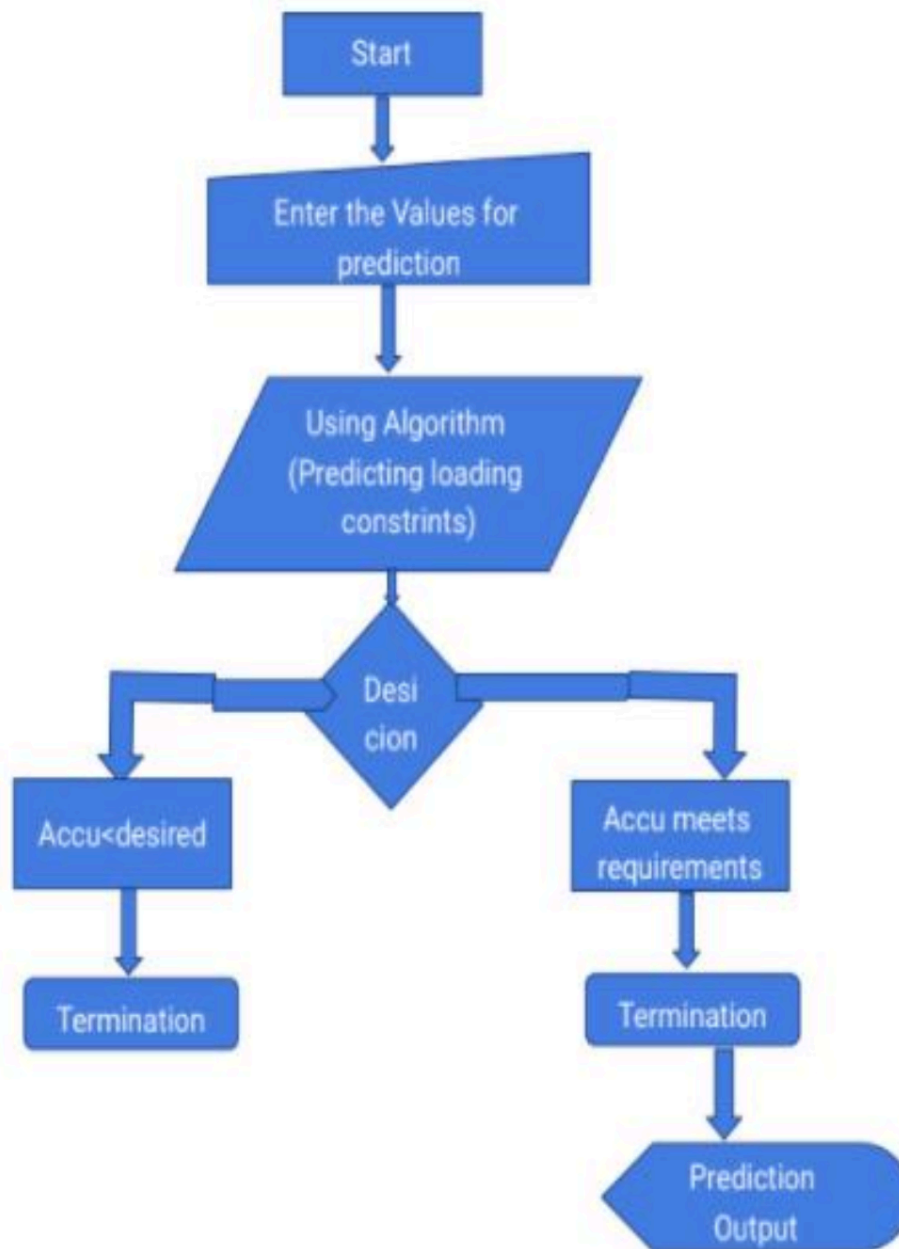 Start
Enter the Values for
prediction
Using Algorithm
(Predicting loading
constrints)
Desi
cion
Accu<desired
Accu meets
requirements
Termination
Termination
Prediction
Output